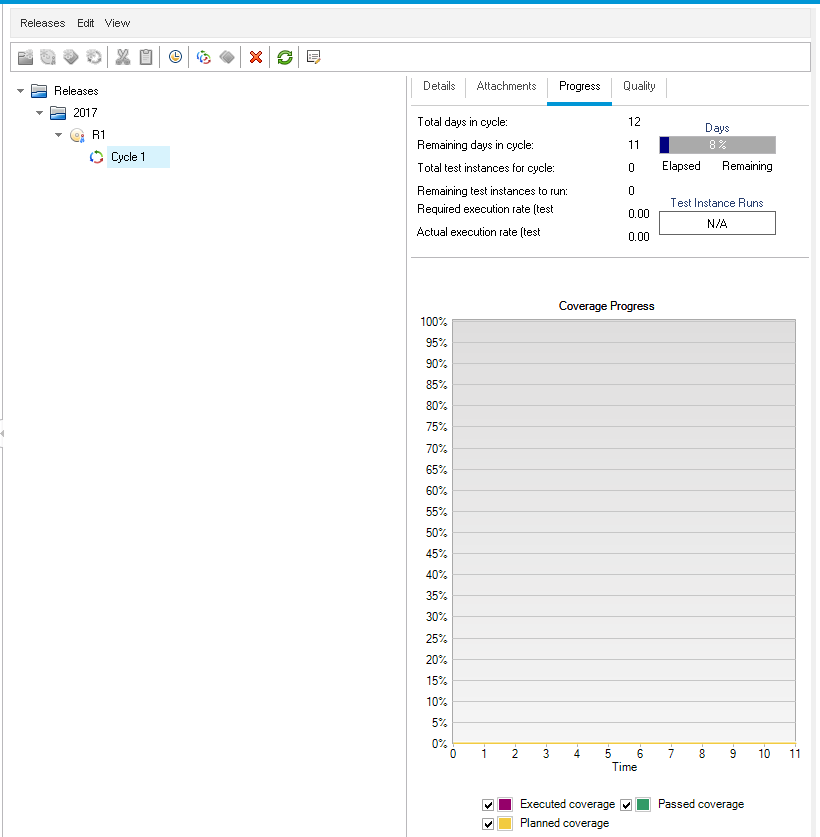 Releases Edit View
Releases
2017
R1
Cycle 1
Details Attachments Progress Quality
Total days in cycle: 12
Remaining days in cycle: 11
Total test instances for cycle: 0
Remaining test instances to run: 0
Required execution rate (test 0.00
Actual execution rate (test 0.00
Days
8 %
Elapsed Remaining
Test Instance Runs
N/A
Coverage Progress
100%
95%
90%
85%
80%
75%
70%
65%
60%
55%
50%
45%
40%
35%
30%
25%
20%
15%
10%
5%
0%
0 1 2 3 4 5 6 7 8 9 10 11
Time
Executed coverage Passed coverage
Planned coverage